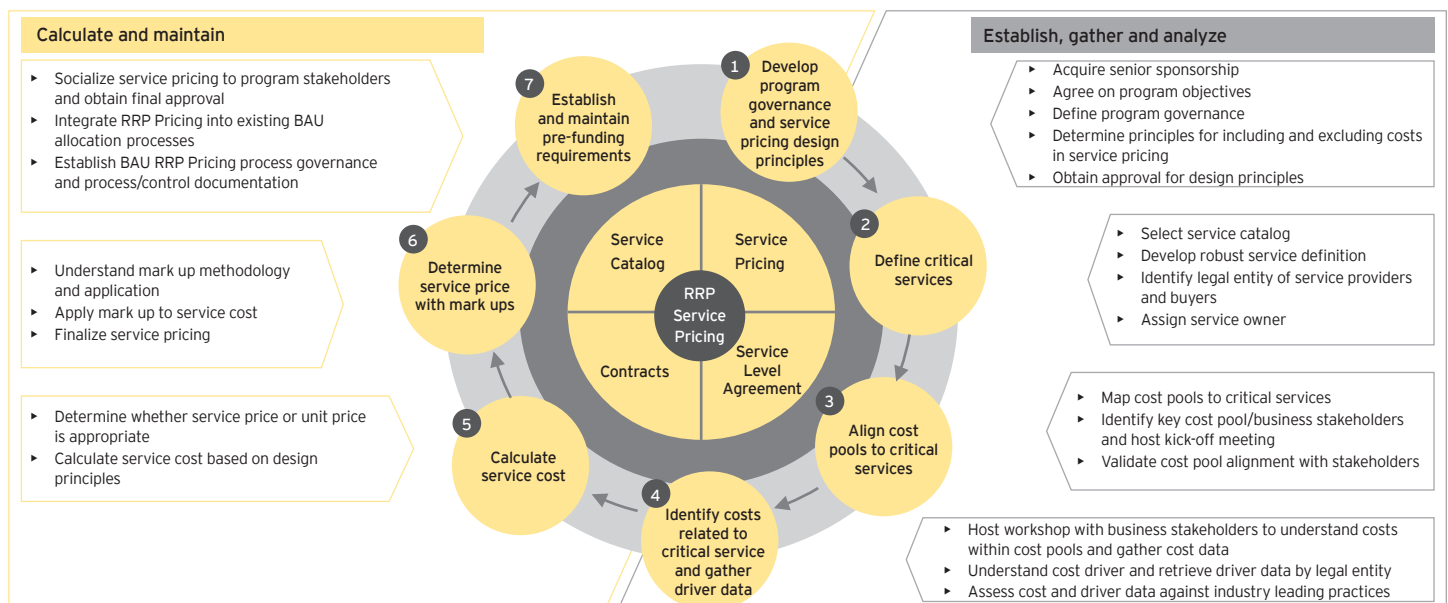 Calculate and maintain
▸ Socialize service pricing to program stakeholders
and obtain final approval
▸ Integrate RRP Pricing into existing BAU
allocation processes
▸ Establish BAU RRP Pricing process governance
and process/control documentation
▸ Understand mark up methodology
and application
▸ Apply mark up to service cost
▸ Finalize service pricing
▸ Determine whether service price or unit price
is appropriate
▸ Calculate service cost based on design
principles
1
Develop
program
governance
and service
pricing design
principles
2
Define critical
services
3
Align cost
pools to critical
services
4
Identify costs
related to
critical service
and gather
driver data
5
Calculate
service cost
6
Determine
service price
with mark ups
7
Establish
and maintain
pre-funding
requirements
Service
Catalog
Service
Pricing
RRP
Service
Pricing
Contracts
Service
Level
Agreement
Establish, gather and analyze
▸ Acquire senior sponsorship
▸ Agree on program objectives
▸ Define program governance
▸ Determine principles for including and excluding costs
in service pricing
▸ Obtain approval for design principles
▸ Select service catalog
▸ Develop robust service definition
▸ Identify legal entity of service providers
and buyers
▸ Assign service owner
▸ Map cost pools to critical services
▸ Identify key cost pool/business stakeholders
and host kick-off meeting
▸ Validate cost pool alignment with stakeholders
▸ Host workshop with business stakeholders to understand costs
within cost pools and gather cost data
▸ Understand cost driver and retrieve driver data by legal entity
▸ Assess cost and driver data against industry leading practices